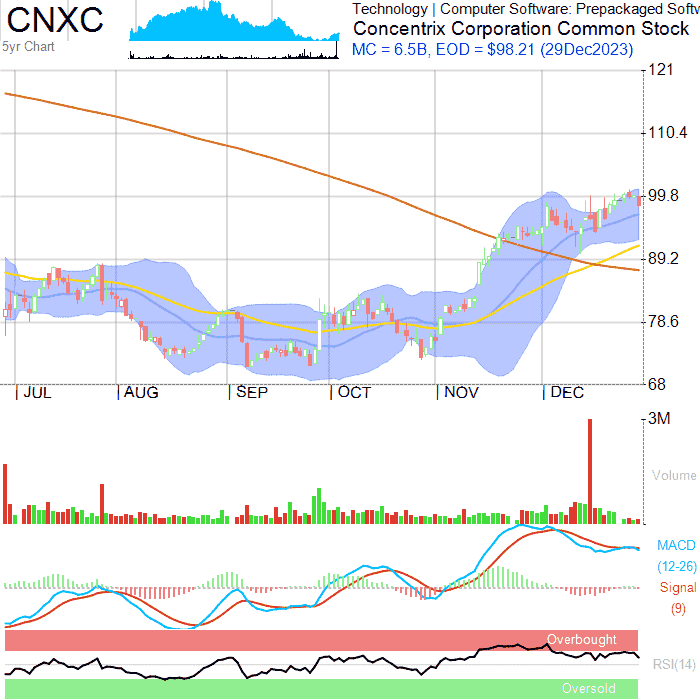 CNXC
5yr Chart
Technology | Computer Software: Prepackaged Softw
Concentrix Corporation Common Stock
MC = 6.5B, EOD = $98.21 (29Dec2023)
121
110.4
99.8
89.2
78.6
68
JUL
AUG
SEP
OCT
NOV
DEC
3M
Volume
MACD
(12-26)
Signal
(9)
Overbought
RSI(14)
Oversold